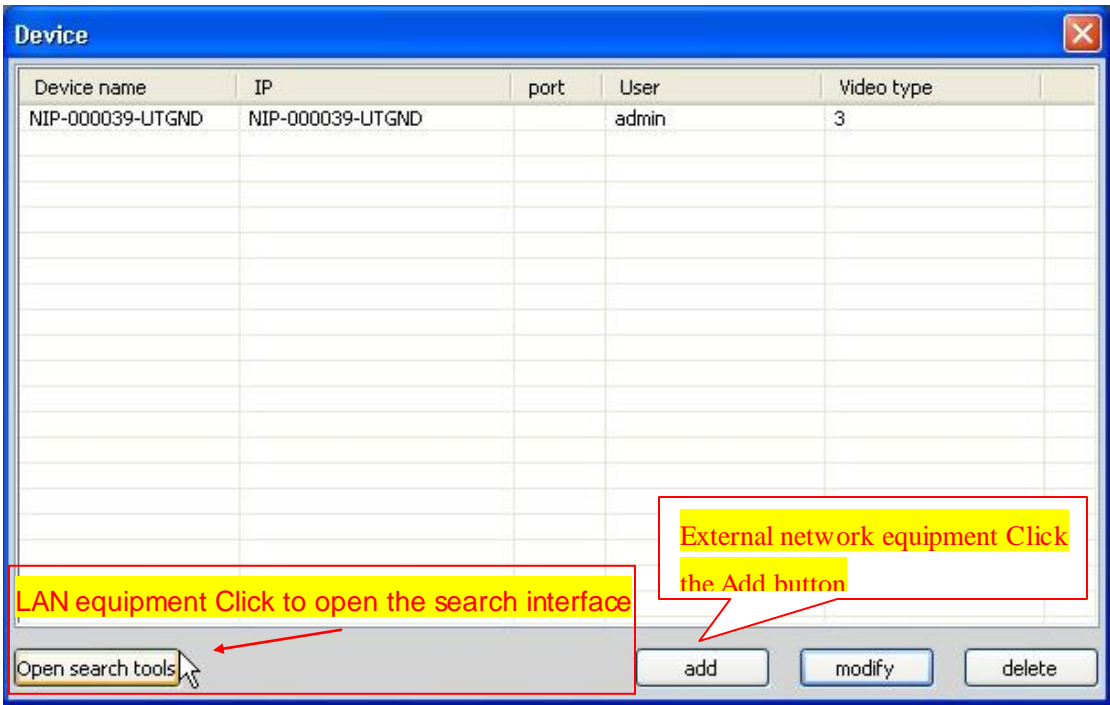 Device
Device name IP port User Video type
NIP-000039-UTGND NIP-000039-UTGND admin 3
External network equipment Click
the Add button
LAN equipment Click to open the search interface
Open search tools add modify delete